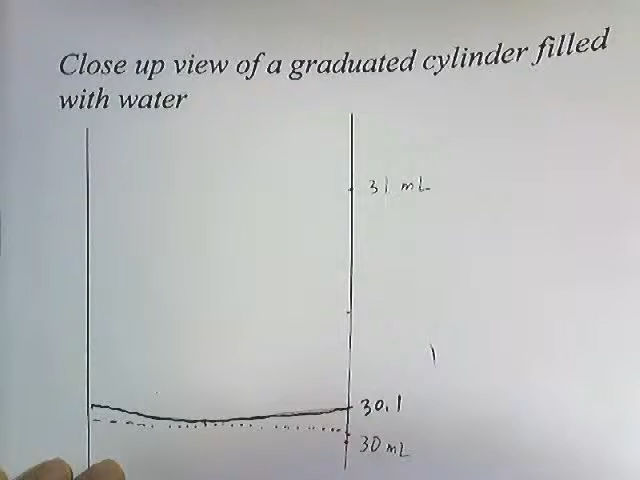 Close up view of a graduated cylinder filled
with water
31 mL
30.1
30 mL